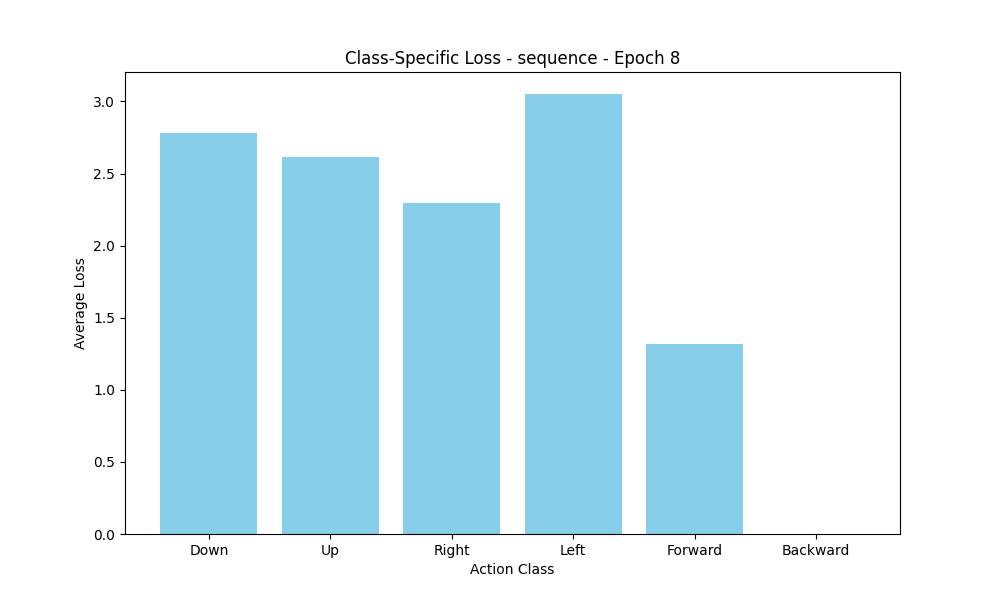 Class-Specific Loss - sequence - Epoch 8
3.0
2.5
2.0
1.5
1.0
0.5
0.0
Average Loss
Down Up Right Left Forward Backward
Action Class